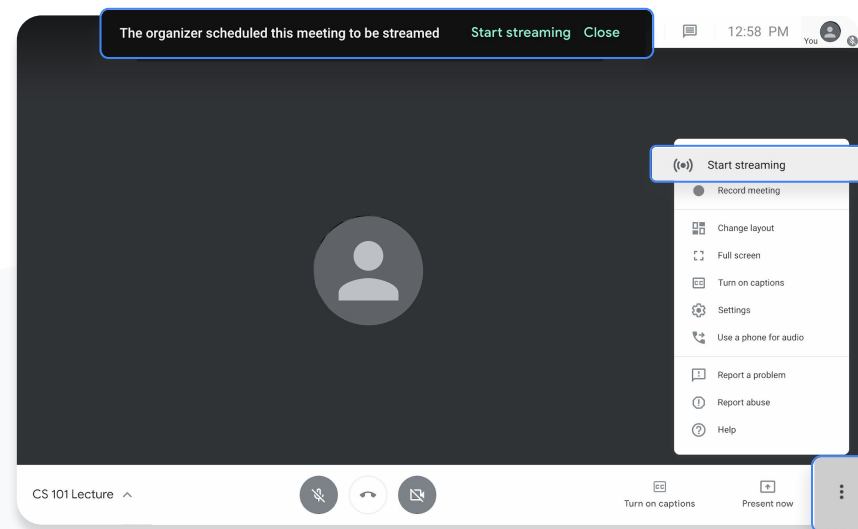 The organizer scheduled this meeting to be streamed Start streaming Close
12:58 PM
You
Start streaming
Record meeting
Change layout
Full screen
CC Turn on captions
Settings
Use a phone for audio
Report a problem
Report abuse
Help
CS 101 Lecture
CC
Turn on captions
Present now